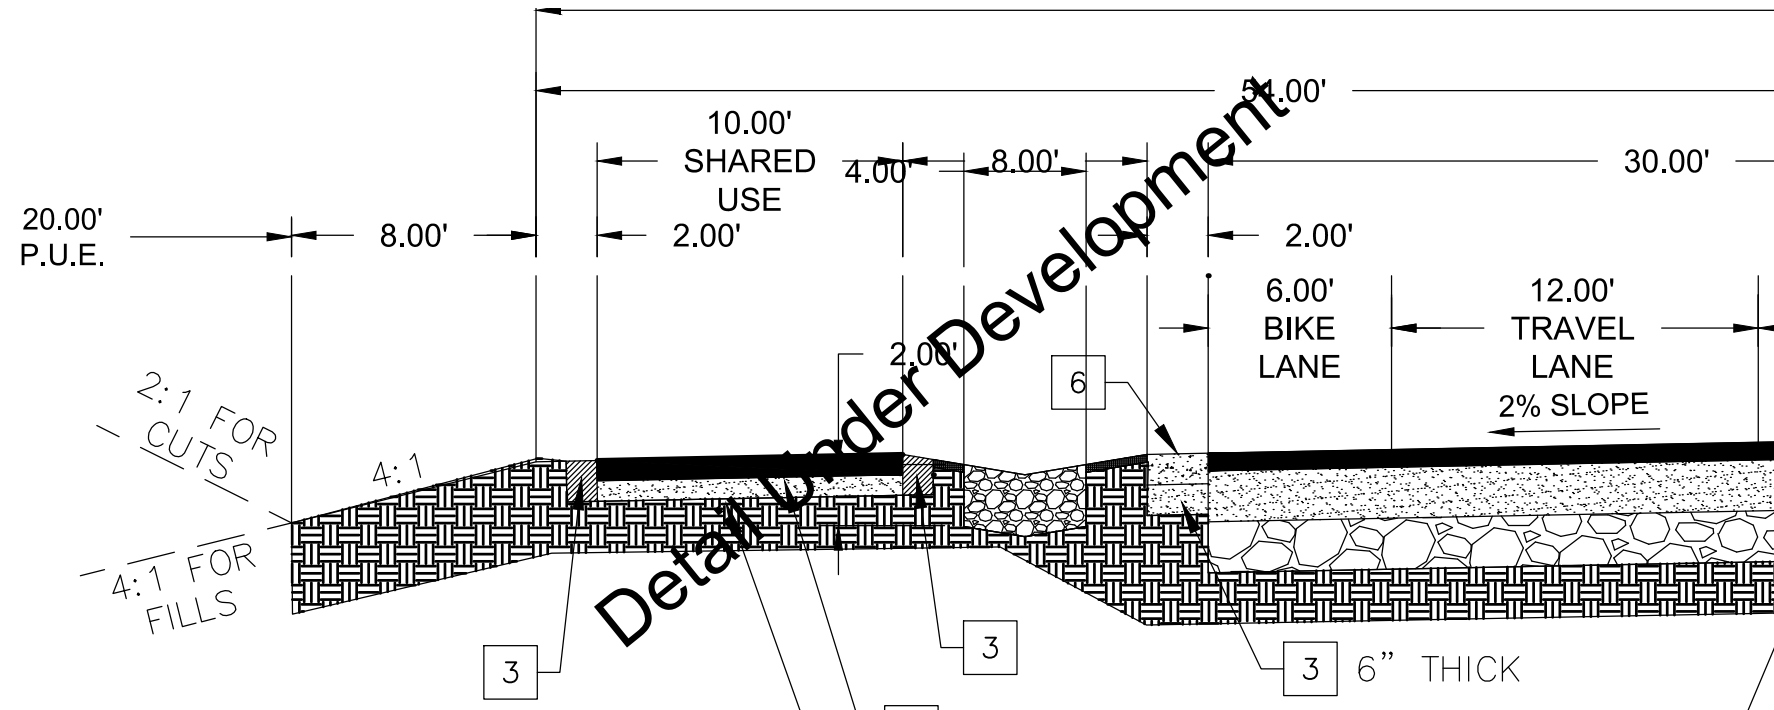 54.00'
10.00'
SHARED
USE
4.00'
8.00'
30.00'
20.00'
P.U.E.
8.00'
2.00'
2.00'
6.00'
BIKE
LANE
12.00'
TRAVEL
LANE
2% SLOPE
2.00'
6
2:1 FOR
CUTS
4:1
4:1 FOR
FILLS
Detail Under Development
3
3
3 6” THICK